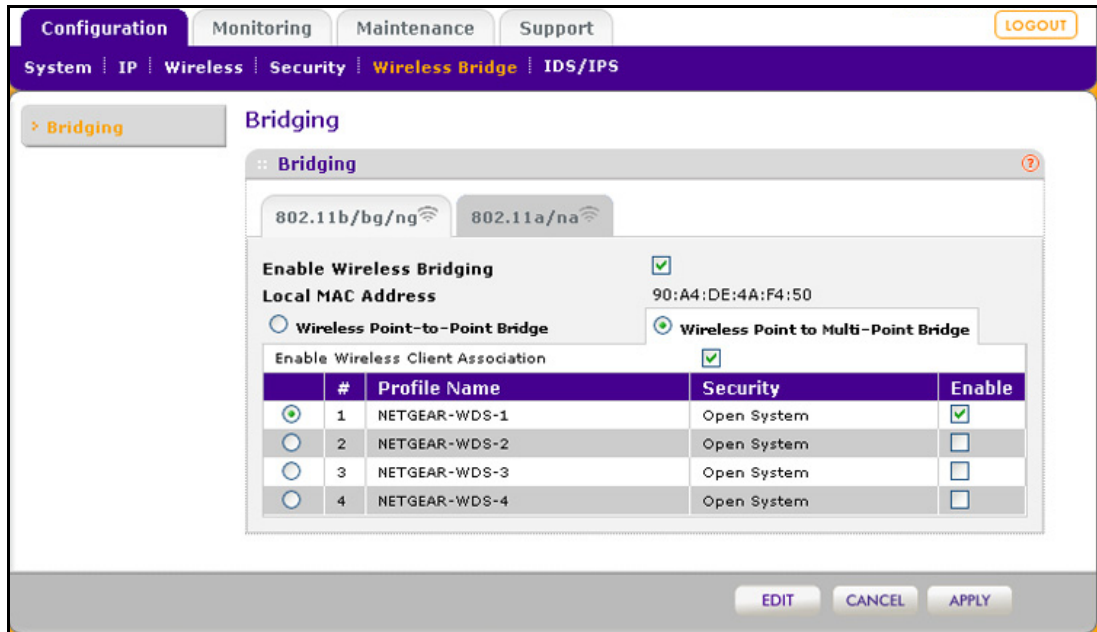 Configuration Monitoring Maintenance Support LOGOUT
System IP Wireless Security Wireless Bridge IDS/IPS
Bridging
Bridging
Bridging
802.11b/bg/ng 802.11a/na
Enable Wireless Bridging
Local MAC Address 90:A4:DE:4A:F4:50
Wireless Point-to-Point Bridge Wireless Point to Multi-Point Bridge
Enable Wireless Client Association
# Profile Name Security Enable
1 NETGEAR-WDS-1 Open System
2 NETGEAR-WDS-2 Open System
3 NETGEAR-WDS-3 Open System
4 NETGEAR-WDS-4 Open System
EDIT CANCEL APPLY